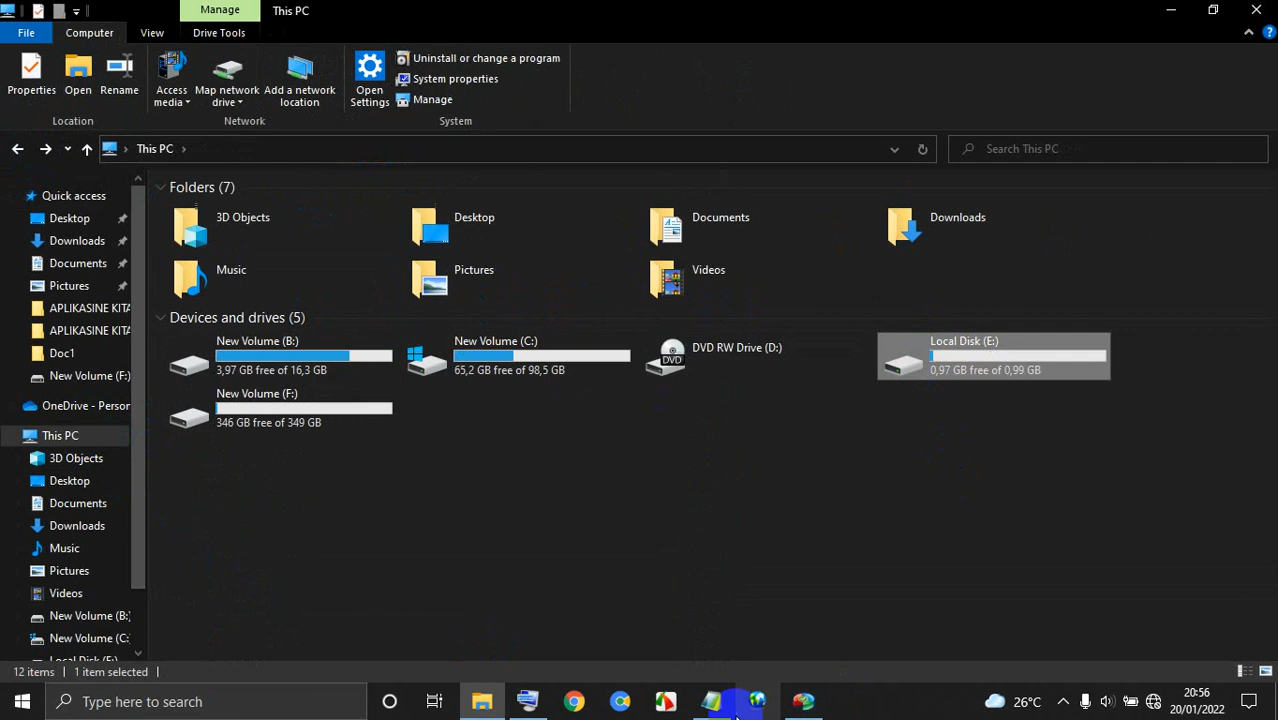 Manage
This PC
File
Computer
View
Drive Tools
Properties
Open
Rename
Access media
Map network drive
Add a network location
Open Settings
Uninstall or change a program
System properties
Manage
Location
Network
System
This PC
Search This PC
Quick access
Desktop
Downloads
Documents
Pictures
APLIKASINE KITA
APLIKASINE KITA
Doc1
New Volume (F:)
OneDrive - Person
This PC
3D Objects
Desktop
Documents
Downloads
Music
Pictures
Videos
New Volume (B:)
New Volume (C:)
Local Disk (E:)
Folders (7)
3D Objects
Desktop
Documents
Downloads
Music
Pictures
Videos
Devices and drives (5)
New Volume (B:)
3,97 GB free of 16,3 GB
New Volume (C:)
65,2 GB free of 98,5 GB
DVD RW Drive (D:)
DVD
Local Disk (E:)
0,97 GB free of 0,99 GB
New Volume (F:)
346 GB free of 349 GB
12 items
1 item selected
Type here to search
26°C
20:56
20/01/2022